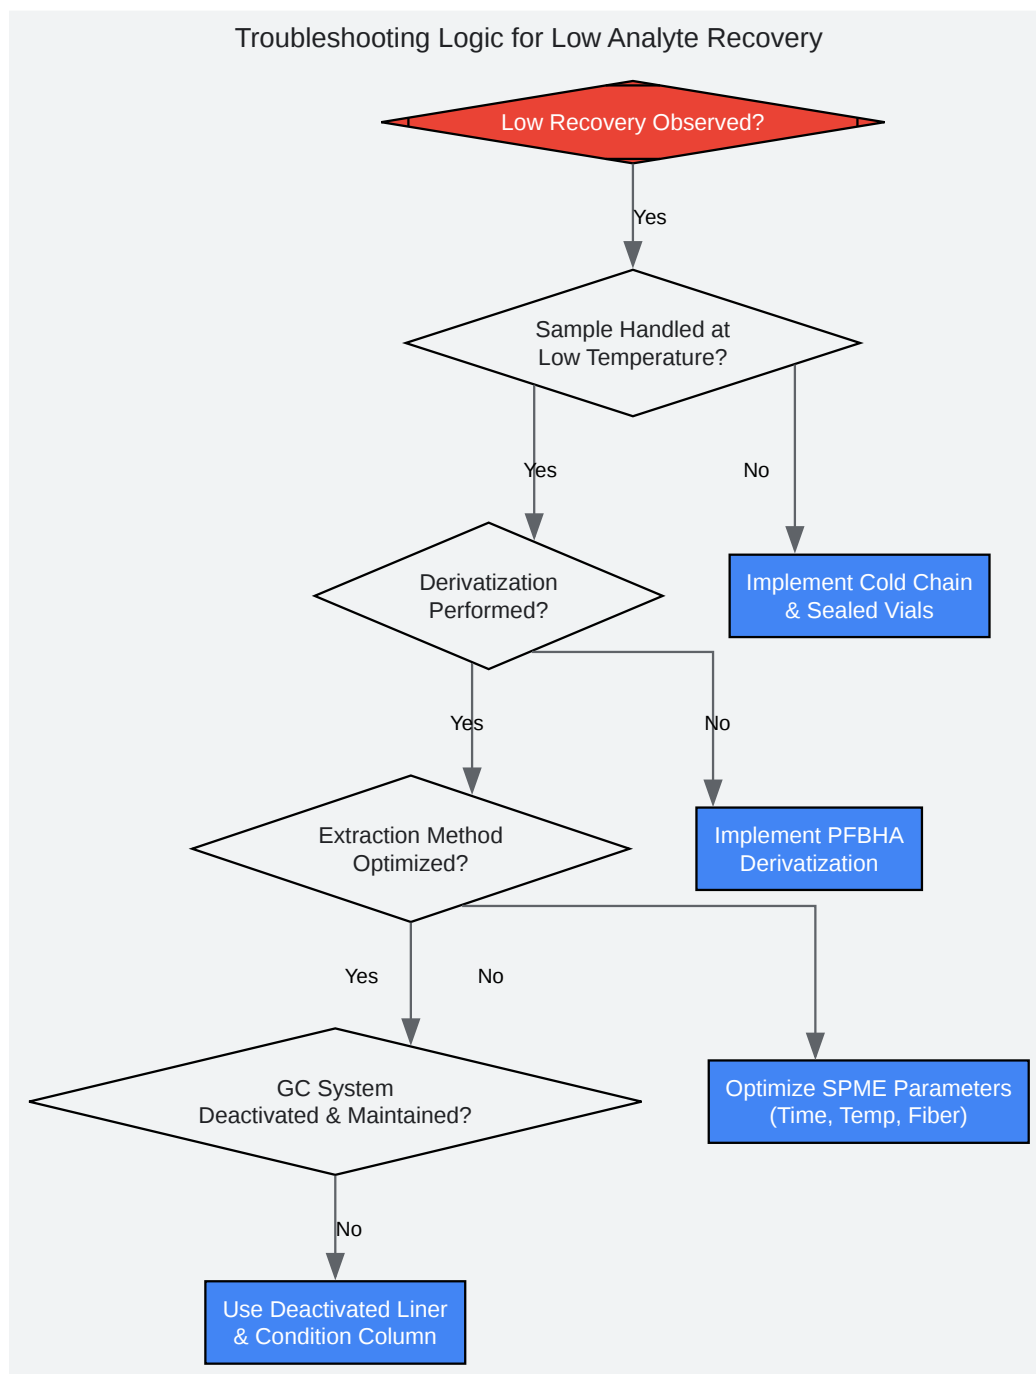 Troubleshooting Logic for Low Analyte Recovery
Low Recovery Observed?
Yes
Sample Handled at
Low Temperature?
Yes
No
Derivatization
Performed?
Implement Cold Chain
& Sealed Vials
Yes
No
Extraction Method
Optimized?
Implement PFBHA
Derivatization
Yes
No
GC System
Deactivated & Maintained?
Optimize SPME Parameters
(Time, Temp, Fiber)
No
Use Deactivated Liner
& Condition Column